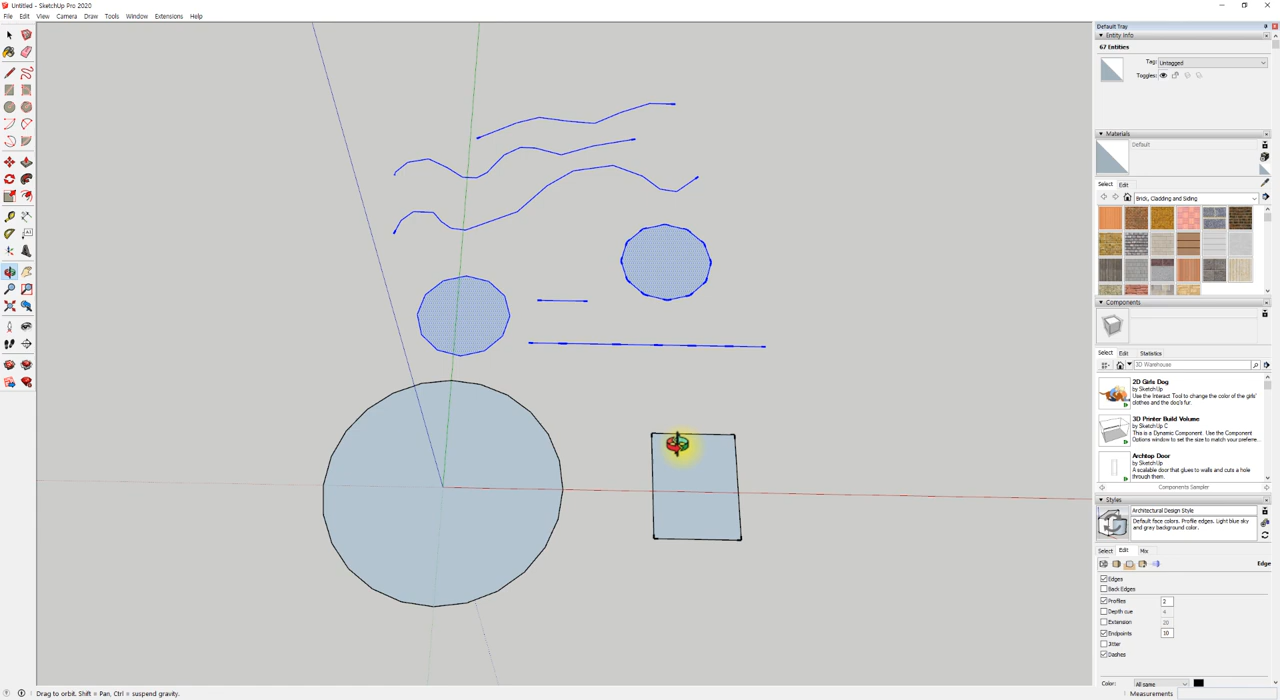 Untitled - SketchUp Pro 2020
File Edit View Camera Draw Tools Window Extensions Help
Default Tray
Entity Info
67 Entities
Tag: Untagged
Toggles:
Materials
Default
Select Edit
Brick, Cladding and Siding
Components
Select Edit Statistics
3D Warehouse
2D Girls Dog
by SketchUp
Use the Interact Tool to change the color of the girls'
clothes and the dog's fur.
3D Printer Build Volume
by SketchUp C
This is a Dynamic Component. Use the Component
Options window to set the size to match your preferre...
Archtop Door
by SketchUp
A scalable door that glues to walls and cuts a hole
through them.
Components Sampler
Styles
Architectural Design Style
Default face colors. Profile edges. Light blue sky
and gray background color.
Select Edit Mix
Edge
Edges
Back Edges
Profiles 2
Depth cue 4
Extension 20
Endpoints 10
Jitter
Dashes
Color: All same
Drag to orbit. Shift = Pan, Ctrl = suspend gravity.
Measurements